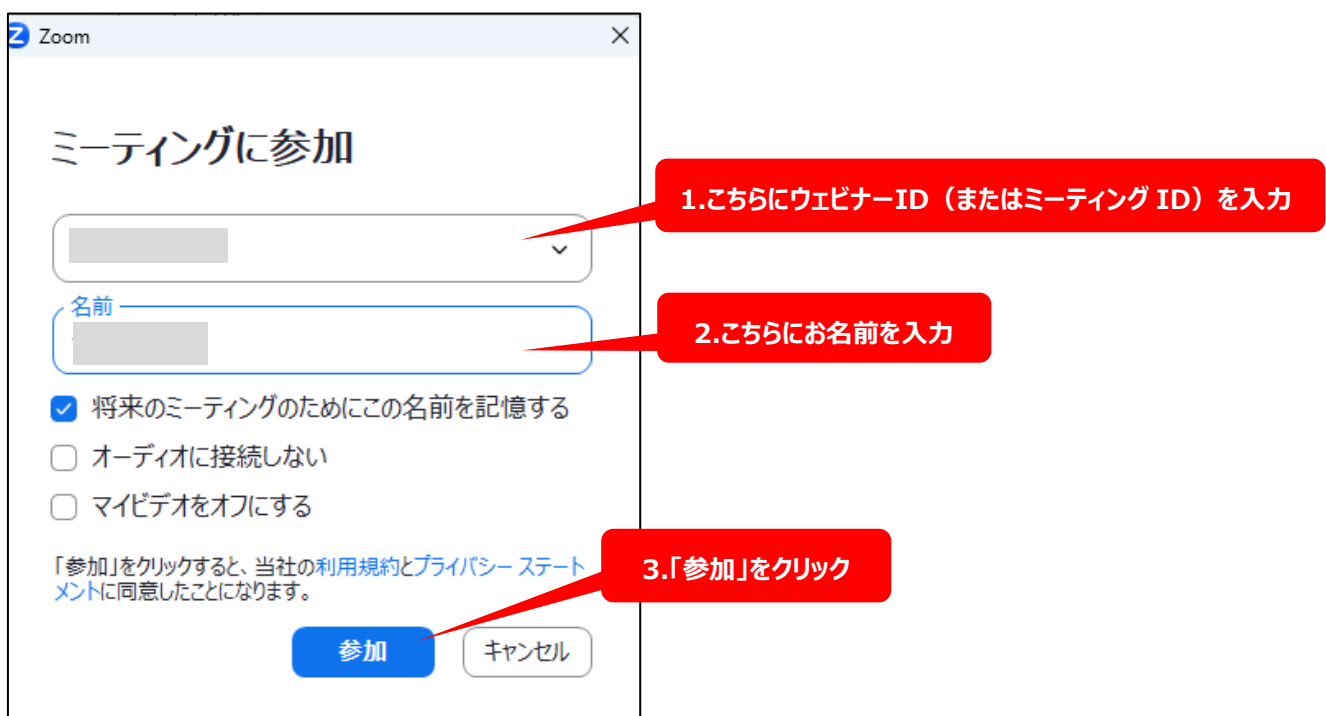 Zoom
ミーティングに参加
1.こちらにウェビナーID（またはミーティング ID）を入力
名前
2.こちらにお名前を入力
将来のミーティングのためにこの名前を記憶する
オーディオに接続しない
マイビデオをオフにする
「参加」をクリックすると、当社の利用規約とプライバシー ステート
メントに同意したことになります。
3.「参加」をクリック
参加
キャンセル